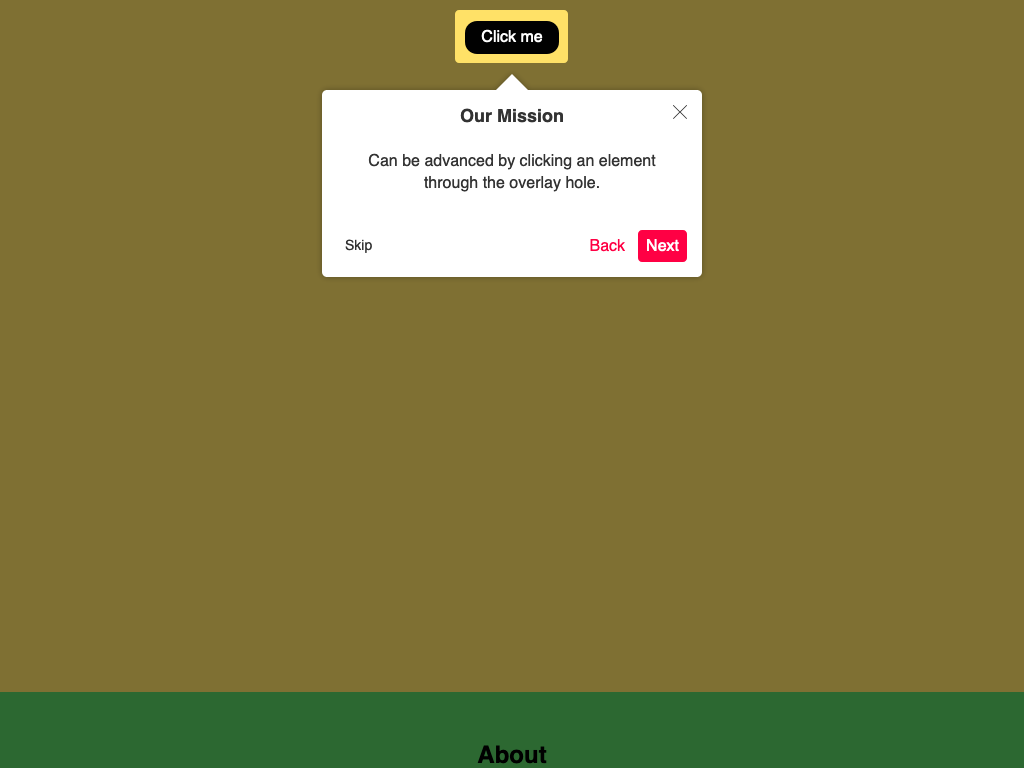 Click me
Our Mission
Can be advanced by clicking an element
through the overlay hole.
Skip
Back
Next
About